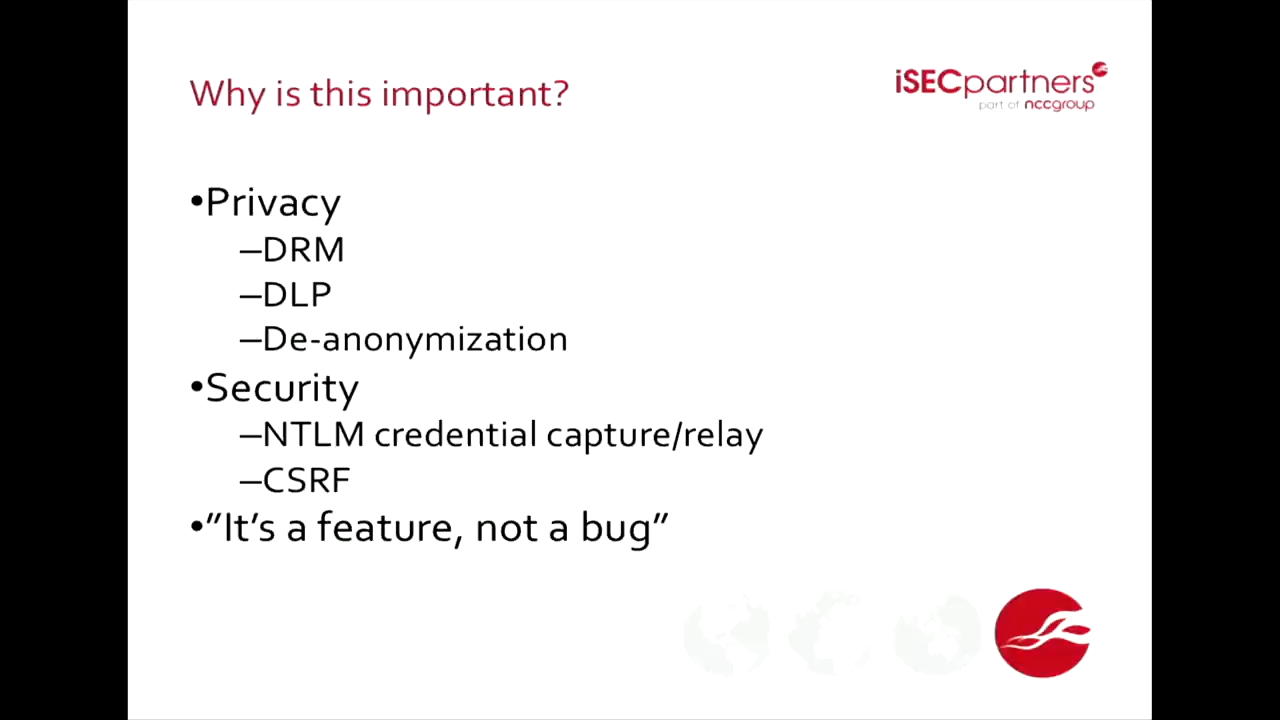 Why is this important?
iSECpartners
part of nccgroup
•Privacy
–DRM
–DLP
–De-anonymization
•Security
–NTLM credential capture/relay
–CSRF
•”It’s a feature, not a bug”